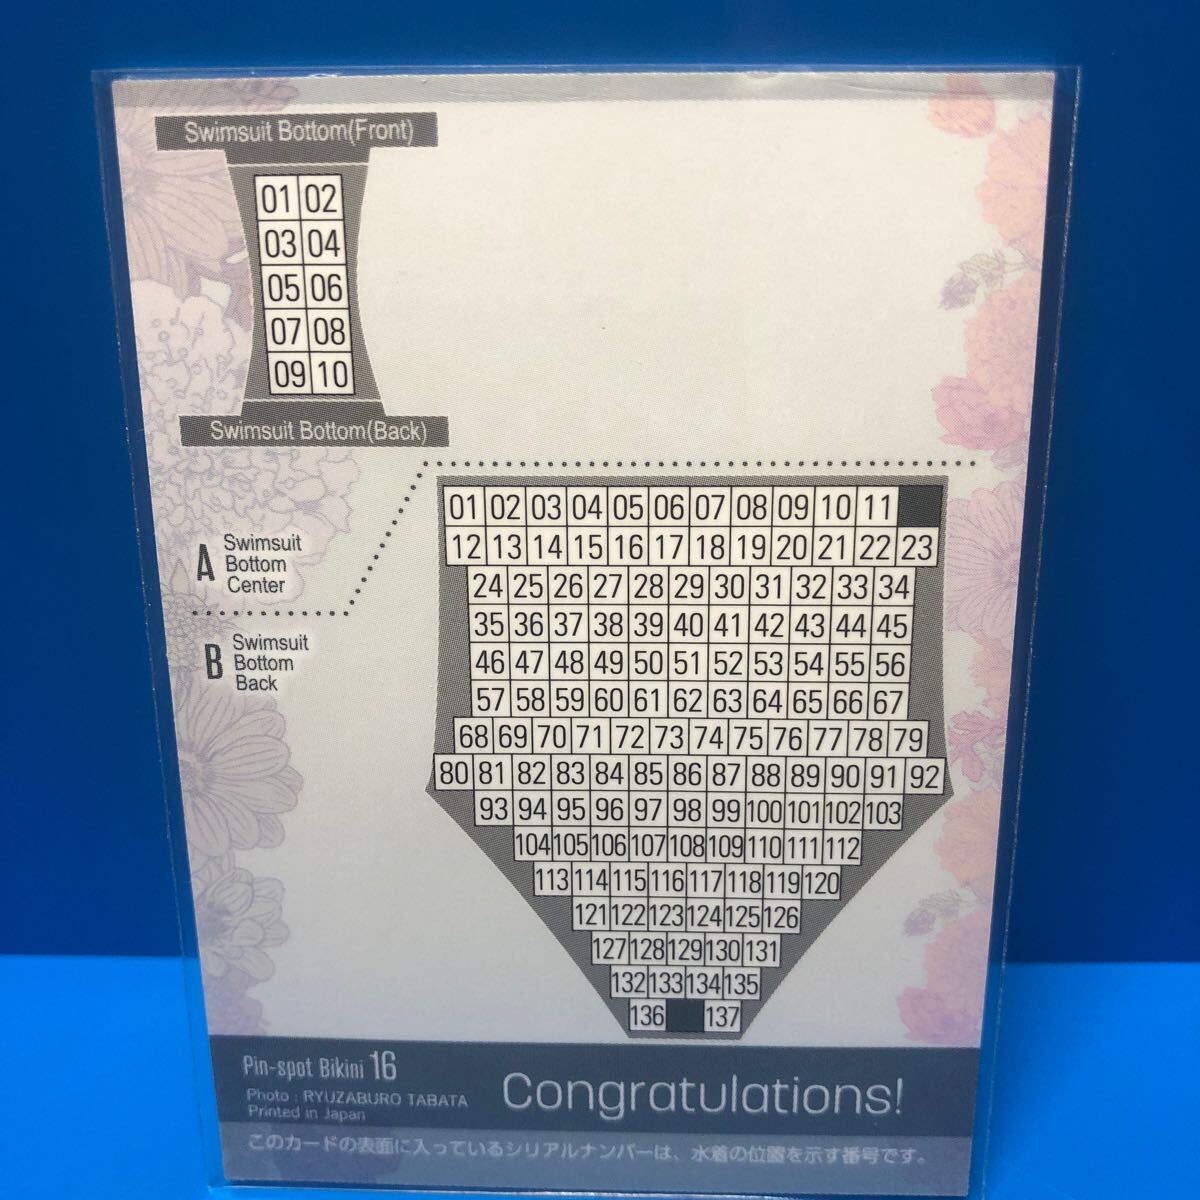 Swimsuit Bottom(Front)
01 02
03 04
05 06
07 08
09 10
Swimsuit Bottom(Back)
A Swimsuit
Bottom
Center
B Swimsuit
Bottom
Back
01 02 03 04 05 06 07 08 09 10 11
12 13 14 15 16 17 18 19 20 21 22 23
24 25 26 27 28 29 30 31 32 33 34
35 36 37 38 39 40 41 42 43 44 45
46 47 48 49 50 51 52 53 54 55 56
57 58 59 60 61 62 63 64 65 66 67
68 69 70 71 72 73 74 75 76 77 78 79
80 81 82 83 84 85 86 87 88 89 90 91 92
93 94 95 96 97 98 99 100 101 102 103
104 105 106 107 108 109 110 111 112
113 114 115 116 117 118 119 120
121 122 123 124 125 126
127 128 129 130 131
132 133 134 135
136 137
Pin-spot Bikini 16
Photo : RYUZABURO TABATA
Printed in Japan
Congratulations!
このカードの表面に入っているシリアルナンバーは、水着の位置を示す番号です。